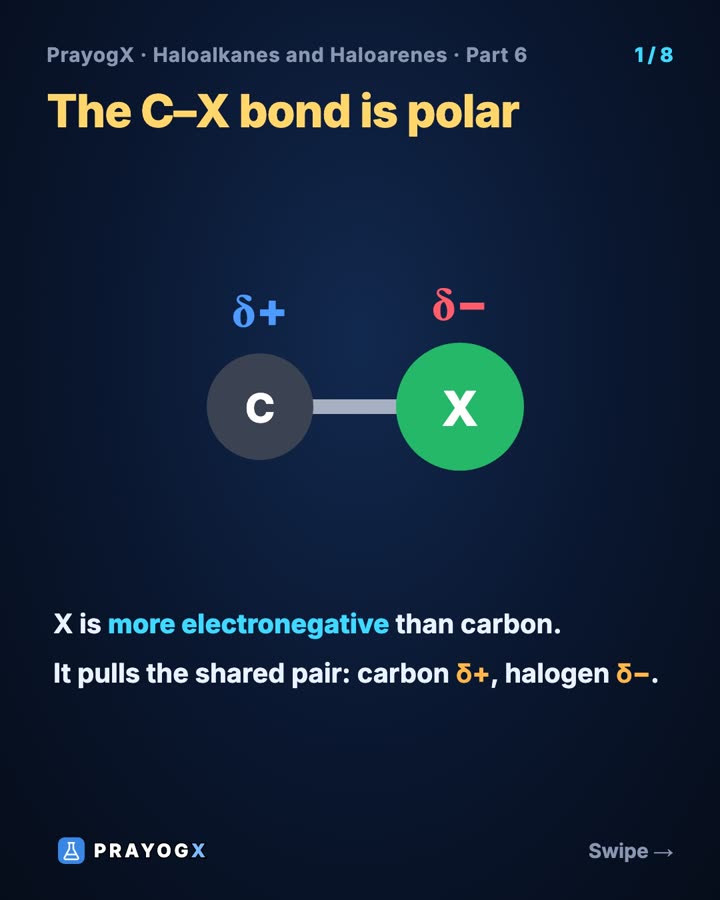 PrayogX · Haloalkanes and Haloarenes · Part 6
1 / 8
The C–X bond is polar
δ+
δ−
C
X
X is more electronegative than carbon.
It pulls the shared pair: carbon δ+, halogen δ−.
PRAYOGX
Swipe →